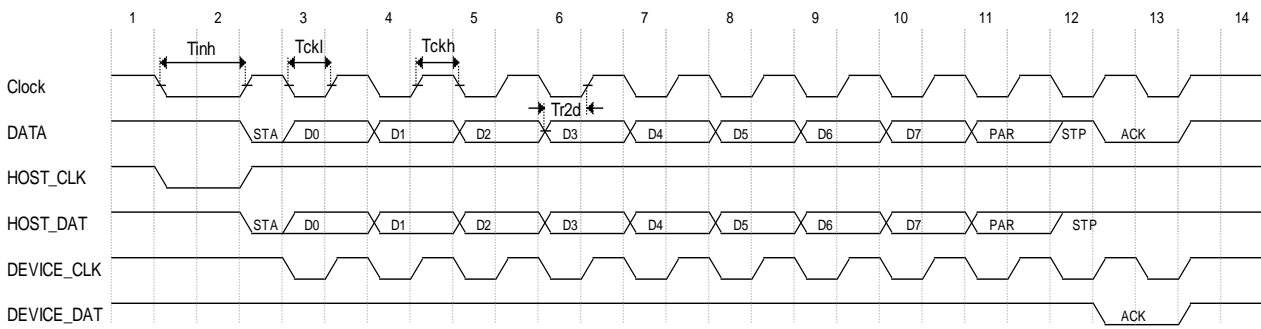 1 2 3 4 5 6 7 8 9 10 11 12 13 14
Tinh Tckl Tckh
Clock
Tr2d
DATA STA D0 D1 D2 D3 D4 D5 D6 D7 PAR STP ACK
HOST_CLK
HOST_DAT STA D0 D1 D2 D3 D4 D5 D6 D7 PAR STP
DEVICE_CLK
DEVICE_DAT ACK